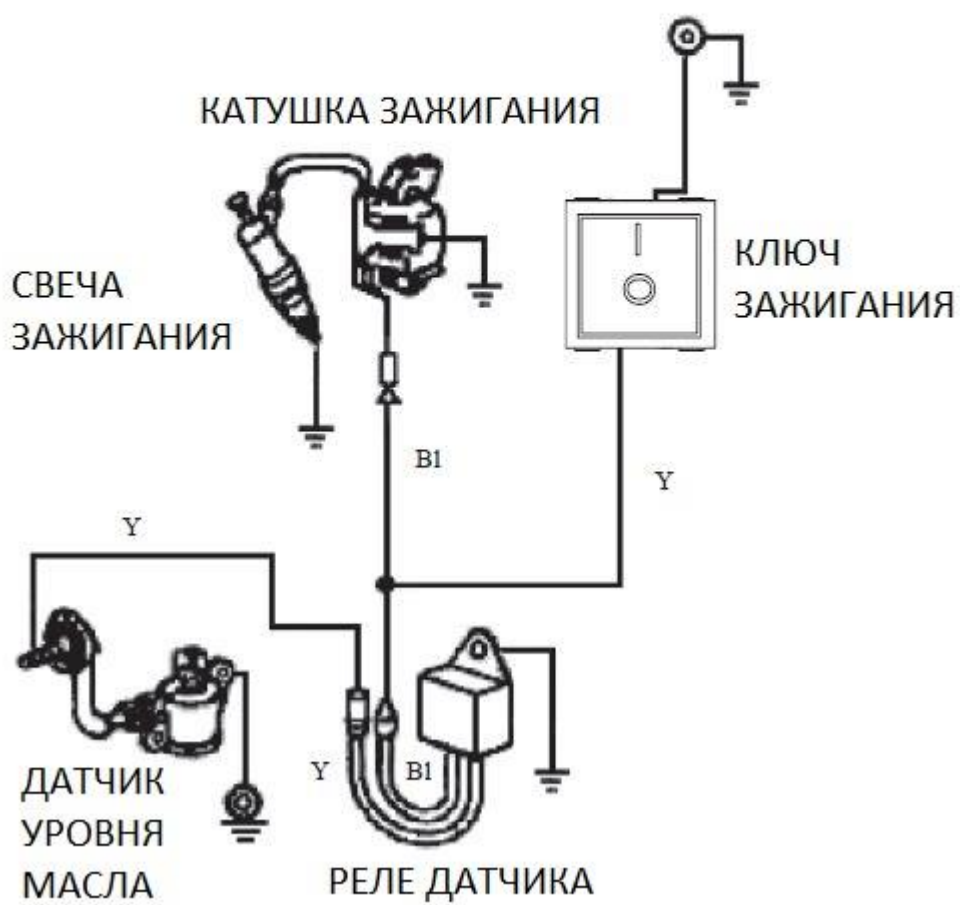 КАТУШКА ЗАЖИГАНИЯ
КЛЮЧ
ЗАЖИГАНИЯ
СВЕЧА
ЗАЖИГАНИЯ
B1
Y
Y
Y
B1
ДАТЧИК
УРОВНЯ
МАСЛА
РЕЛЕ ДАТЧИКА